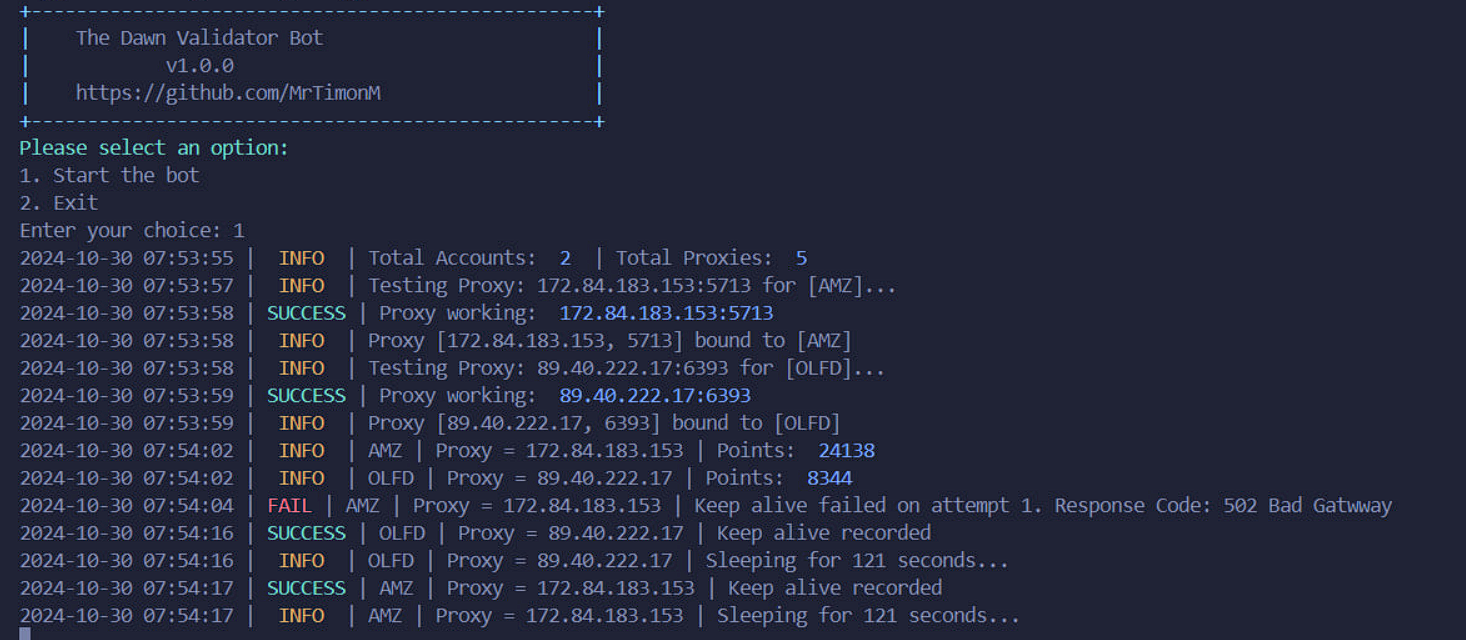 The Dawn Validator Bot
v1.0.0
https://github.com/MrTimonM
Please select an option:
1. Start the bot
2. Exit
Enter your choice: 1
2024-10-30 07:53:55 | INFO | Total Accounts: 2 | Total Proxies: 5
2024-10-30 07:53:57 | INFO | Testing Proxy: 172.84.183.153:5713 for [AMZ]...
2024-10-30 07:53:58 | SUCCESS | Proxy working: 172.84.183.153:5713
2024-10-30 07:53:58 | INFO | Proxy [172.84.183.153, 5713] bound to [AMZ]
2024-10-30 07:53:58 | INFO | Testing Proxy: 89.40.222.17:6393 for [OLFD]...
2024-10-30 07:53:59 | SUCCESS | Proxy working: 89.40.222.17:6393
2024-10-30 07:53:59 | INFO | Proxy [89.40.222.17, 6393] bound to [OLFD]
2024-10-30 07:54:02 | INFO | AMZ | Proxy = 172.84.183.153 | Points: 24138
2024-10-30 07:54:02 | INFO | OLFD | Proxy = 89.40.222.17 | Points: 8344
2024-10-30 07:54:04 | FAIL | AMZ | Proxy = 172.84.183.153 | Keep alive failed on attempt 1. Response Code: 502 Bad Gatwway
2024-10-30 07:54:16 | SUCCESS | OLFD | Proxy = 89.40.222.17 | Keep alive recorded
2024-10-30 07:54:16 | INFO | OLFD | Proxy = 89.40.222.17 | Sleeping for 121 seconds...
2024-10-30 07:54:17 | SUCCESS | AMZ | Proxy = 172.84.183.153 | Keep alive recorded
2024-10-30 07:54:17 | INFO | AMZ | Proxy = 172.84.183.153 | Sleeping for 121 seconds...